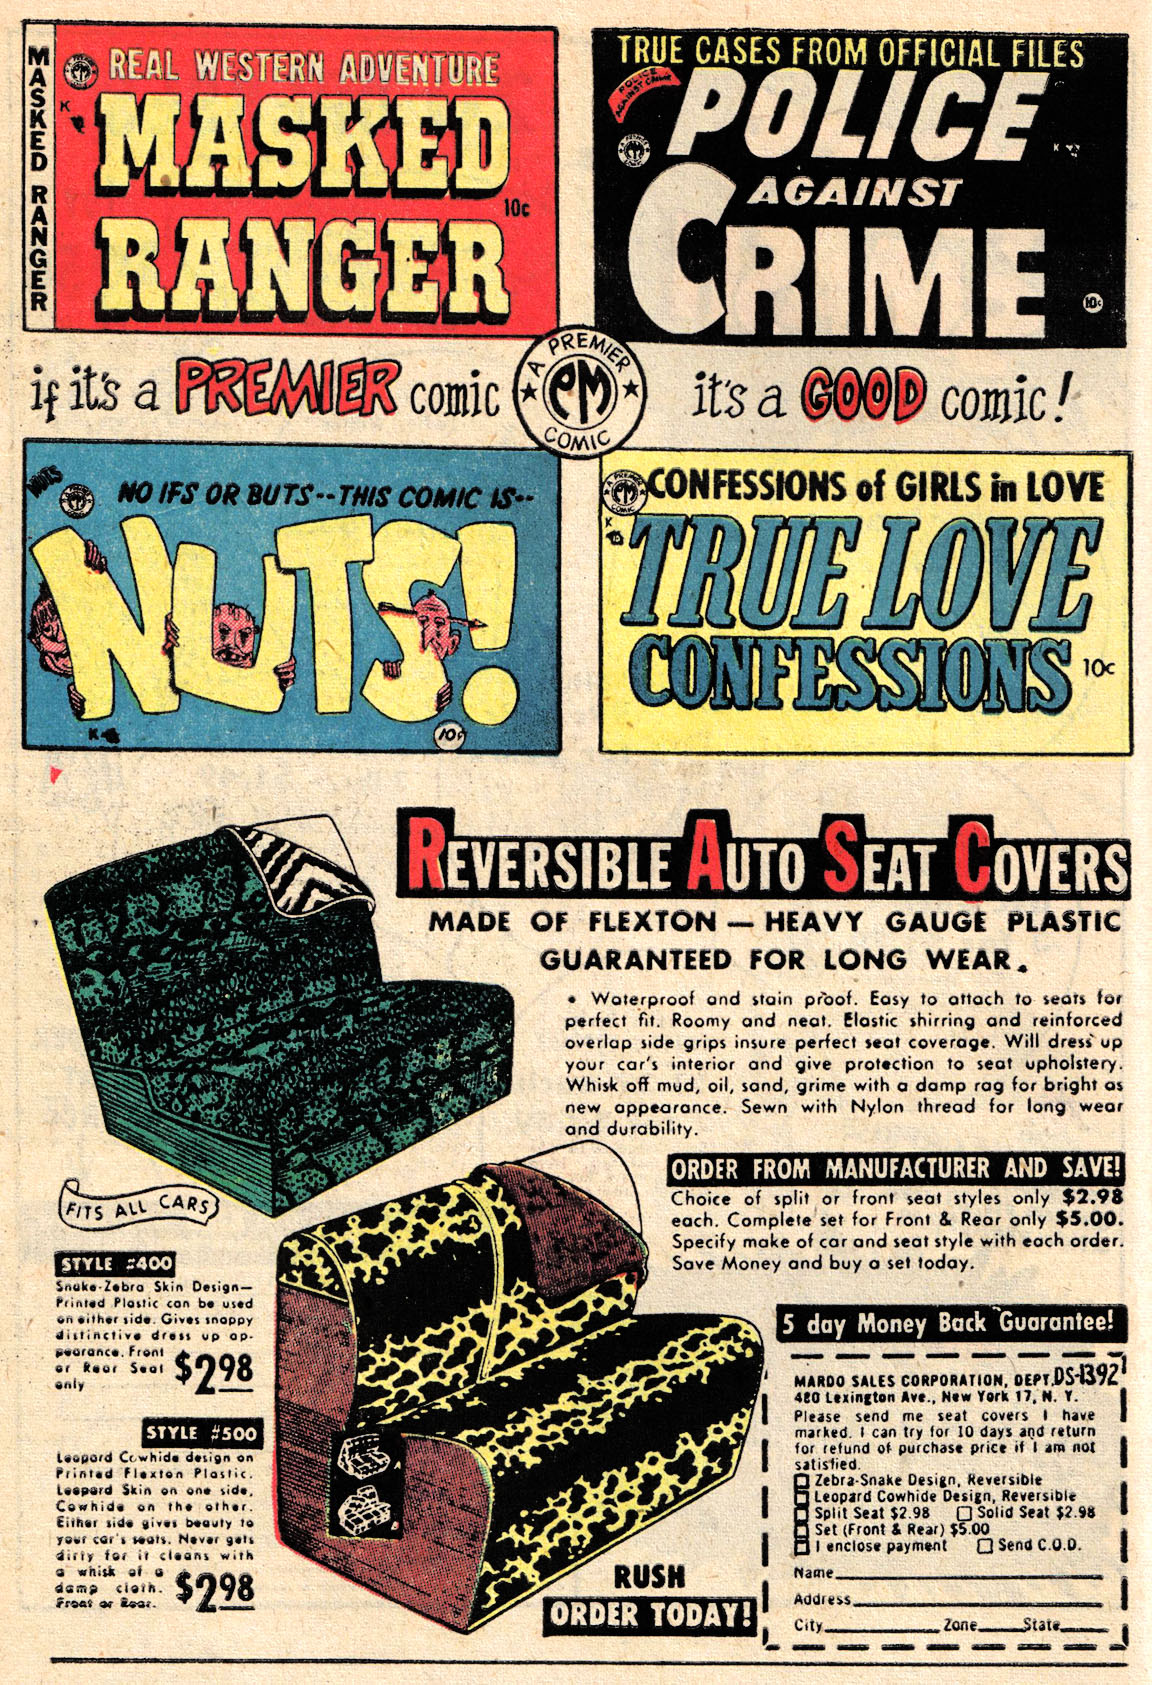 MASKED RANGER
REAL WESTERN ADVENTURE
K
MASKED
10¢
RANGER
TRUE CASES FROM OFFICIAL FILES
POLICE AGAINST CRIME
POLICE
K
AGAINST
CRIME
10¢
if it's a PREMIER comic
A PREMIER
PM
COMIC
it's a GOOD comic!
NUTS
NO IFS OR BUTS--THIS COMIC IS--
NUTS!
K
10¢
A PREMIER
PM
COMIC
CONFESSIONS of GIRLS in LOVE
K
TRUE LOVE
CONFESSIONS
10¢
REVERSIBLE AUTO SEAT COVERS
MADE OF FLEXTON — HEAVY GAUGE PLASTIC
GUARANTEED FOR LONG WEAR.
• Waterproof and stain proof. Easy to attach to seats for
perfect fit. Roomy and neat. Elastic shirring and reinforced
overlap side grips insure perfect seat coverage. Will dress up
your car's interior and give protection to seat upholstery.
Whisk off mud, oil, sand, grime with a damp rag for bright as
new appearance. Sewn with Nylon thread for long wear
and durability.
ORDER FROM MANUFACTURER AND SAVE!
Choice of split or front seat styles only $2.98
each. Complete set for Front & Rear only $5.00.
Specify make of car and seat style with each order.
Save Money and buy a set today.
FITS ALL CARS
STYLE #400
Snake-Zebra Skin Design—
Printed Plastic can be used
on either side. Gives snappy
distinctive dress up ap-
pearance. Front
or Rear Seat
only
$2.98
STYLE #500
Leopard Cowhide design on
Printed Flexton Plastic.
Leopard Skin on one side,
Cowhide on the other.
Either side gives beauty to
your car's seats. Never gets
dirty for it cleans with
a whisk of a
damp cloth.
Front or Rear.
$2.98
RUSH
ORDER TODAY!
5 day Money Back Guarantee!
MARDO SALES CORPORATION, DEPT. DS-1392
480 Lexington Ave., New York 17, N. Y.
Please send me seat covers I have
marked. I can try for 10 days and return
for refund of purchase price if I am not
satisfied.
Zebra-Snake Design, Reversible
Leopard Cowhide Design, Reversible
Split Seat $2.98 Solid Seat $2.98
Set (Front & Rear) $5.00
I enclose payment Send C.O.D.
Name
Address
City Zone State